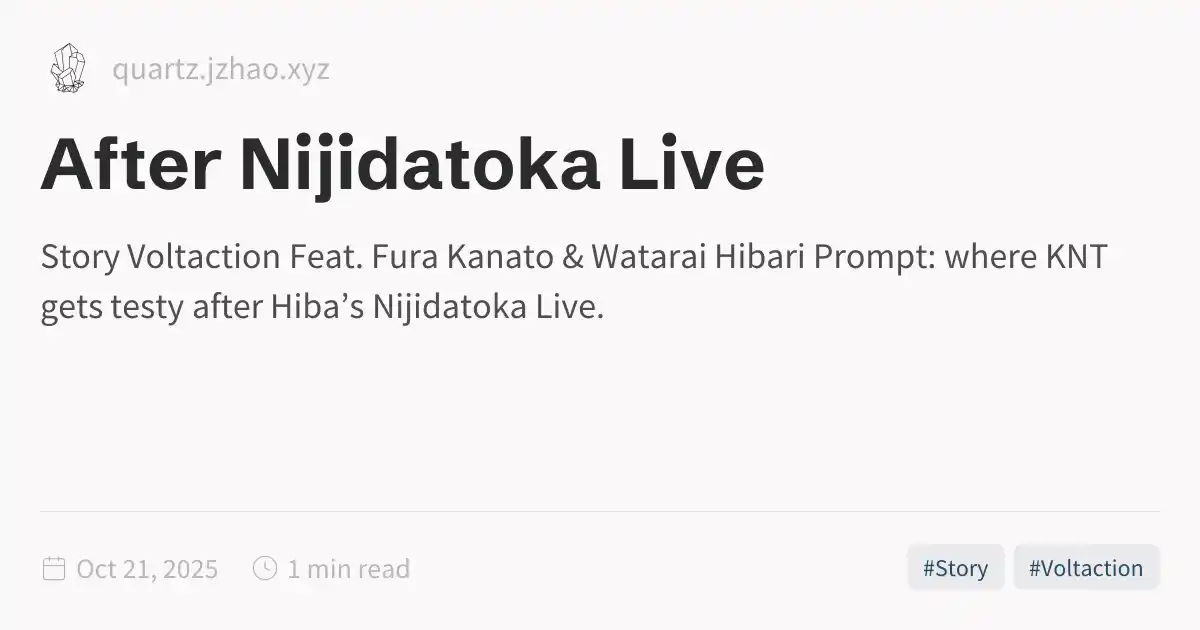 quartz.jzhao.xyz
After Nijidatoka Live
Story Voltaction Feat. Fura Kanato & Watarai Hibari Prompt: where KNT
gets testy after Hiba’s Nijidatoka Live.
Oct 21, 2025 1 min read #Story #Voltaction